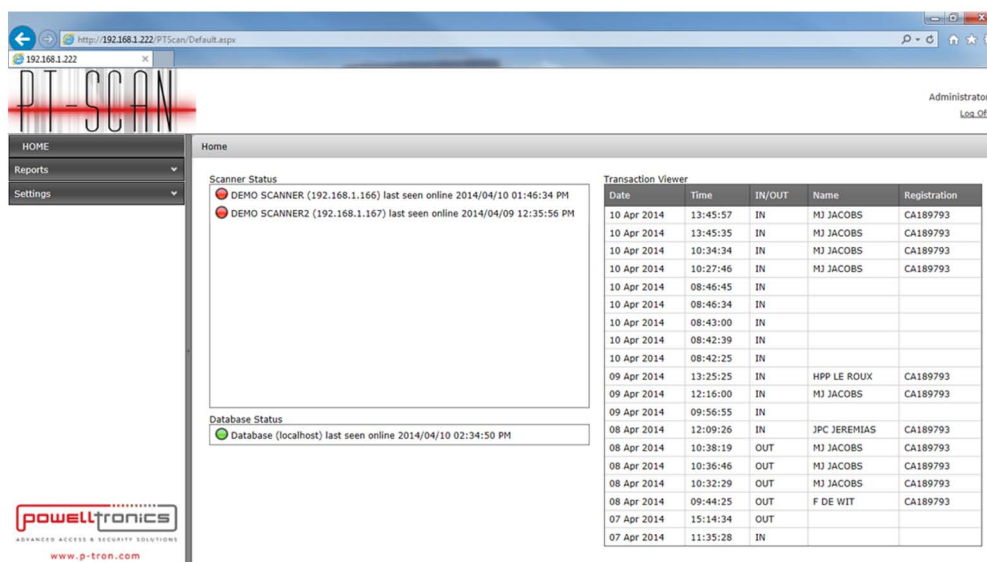 http://192.168.1.222/PTScan/Default.aspx
192.168.1.222
PT-SCAN
Administrator
Log Of
HOME
Reports
Settings
Home
Scanner Status
DEMO SCANNER (192.168.1.166) last seen online 2014/04/10 01:46:34 PM
DEMO SCANNER2 (192.168.1.167) last seen online 2014/04/09 12:35:56 PM
Database Status
Database (localhost) last seen online 2014/04/10 02:34:50 PM
Transaction Viewer
Date Time IN/OUT Name Registration
10 Apr 2014 13:45:57 IN MJ JACOBS CA189793
10 Apr 2014 13:45:35 IN MJ JACOBS CA189793
10 Apr 2014 10:34:34 IN MJ JACOBS CA189793
10 Apr 2014 10:27:46 IN MJ JACOBS CA189793
10 Apr 2014 08:46:45 IN
10 Apr 2014 08:46:34 IN
10 Apr 2014 08:43:00 IN
10 Apr 2014 08:42:39 IN
10 Apr 2014 08:42:25 IN
09 Apr 2014 13:25:25 IN HPP LE ROUX CA189793
09 Apr 2014 12:16:00 IN MJ JACOBS CA189793
09 Apr 2014 09:56:55 IN
08 Apr 2014 12:09:26 IN JPC JEREMIAS CA189793
08 Apr 2014 10:38:19 OUT MJ JACOBS CA189793
08 Apr 2014 10:36:46 OUT MJ JACOBS CA189793
08 Apr 2014 10:32:29 OUT MJ JACOBS CA189793
08 Apr 2014 09:44:25 OUT F DE WIT CA189793
07 Apr 2014 15:14:34 OUT
07 Apr 2014 11:35:28 IN
powelltronics
ADVANCED ACCESS & SECURITY SOLUTIONS
www.p-tron.com